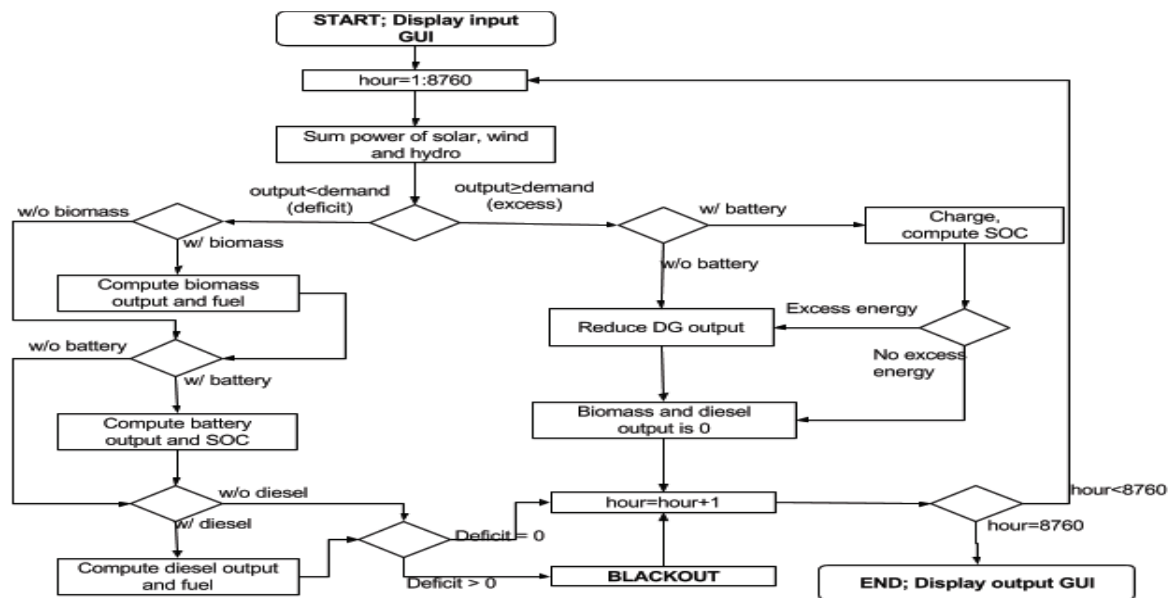 START; Display input
GUI
hour=1:8760
Sum power of solar, wind
and hydro
output<demand
(deficit)
output≥demand
(excess)
w/o biomass
w/ biomass
w/ battery
Charge,
compute SOC
w/o battery
Compute biomass
output and fuel
Excess energy
Reduce DG output
No excess
energy
w/o battery
w/ battery
Biomass and diesel
output is 0
Compute battery
output and SOC
w/o diesel
w/ diesel
hour=hour+1
hour<8760
hour=8760
Deficit = 0
Deficit > 0
Compute diesel output
and fuel
BLACKOUT
END; Display output GUI